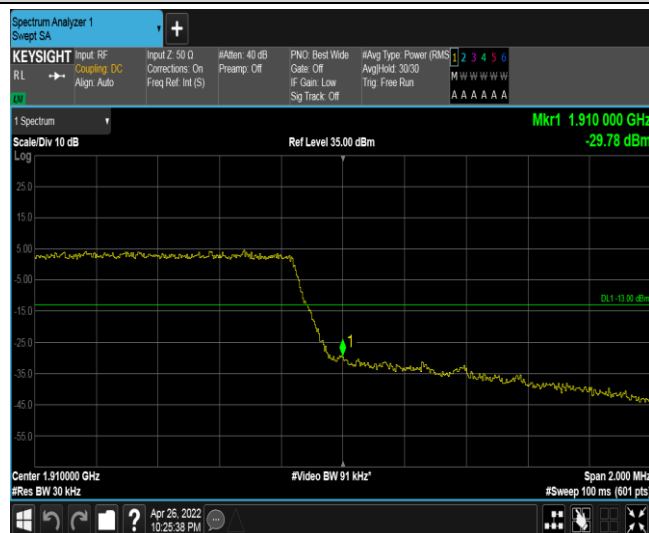 Spectrum Analyzer 1
Swept SA
+
KEYSIGHT
RL
LXI
Input: RF
Coupling: DC
Align: Auto
Input Z: 50 Ω
Corrections: On
Freq Ref: Int (S)
#Atten: 40 dB
Preamp: Off
PNO: Best Wide
Gate: Off
IF Gain: Low
Sig Track: Off
#Avg Type: Power (RMS
Avg|Hold: 30/30
Trig: Free Run
1 2 3 4 5 6
M W W W W W
A A A A A A
1 Spectrum
Scale/Div 10 dB
Log
Ref Level 35.00 dBm
Mkr1 1.910 000 GHz
-29.78 dBm
25.0
15.0
5.00
-5.00
-15.0
-25.0
-35.0
-45.0
-55.0
DL1 -13.00 dBm
1
Center 1.910000 GHz
#Res BW 30 kHz
#Video BW 91 kHz*
Span 2.000 MHz
#Sweep 100 ms (601 pts)
?
Apr 26, 2022
10:25:38 PM